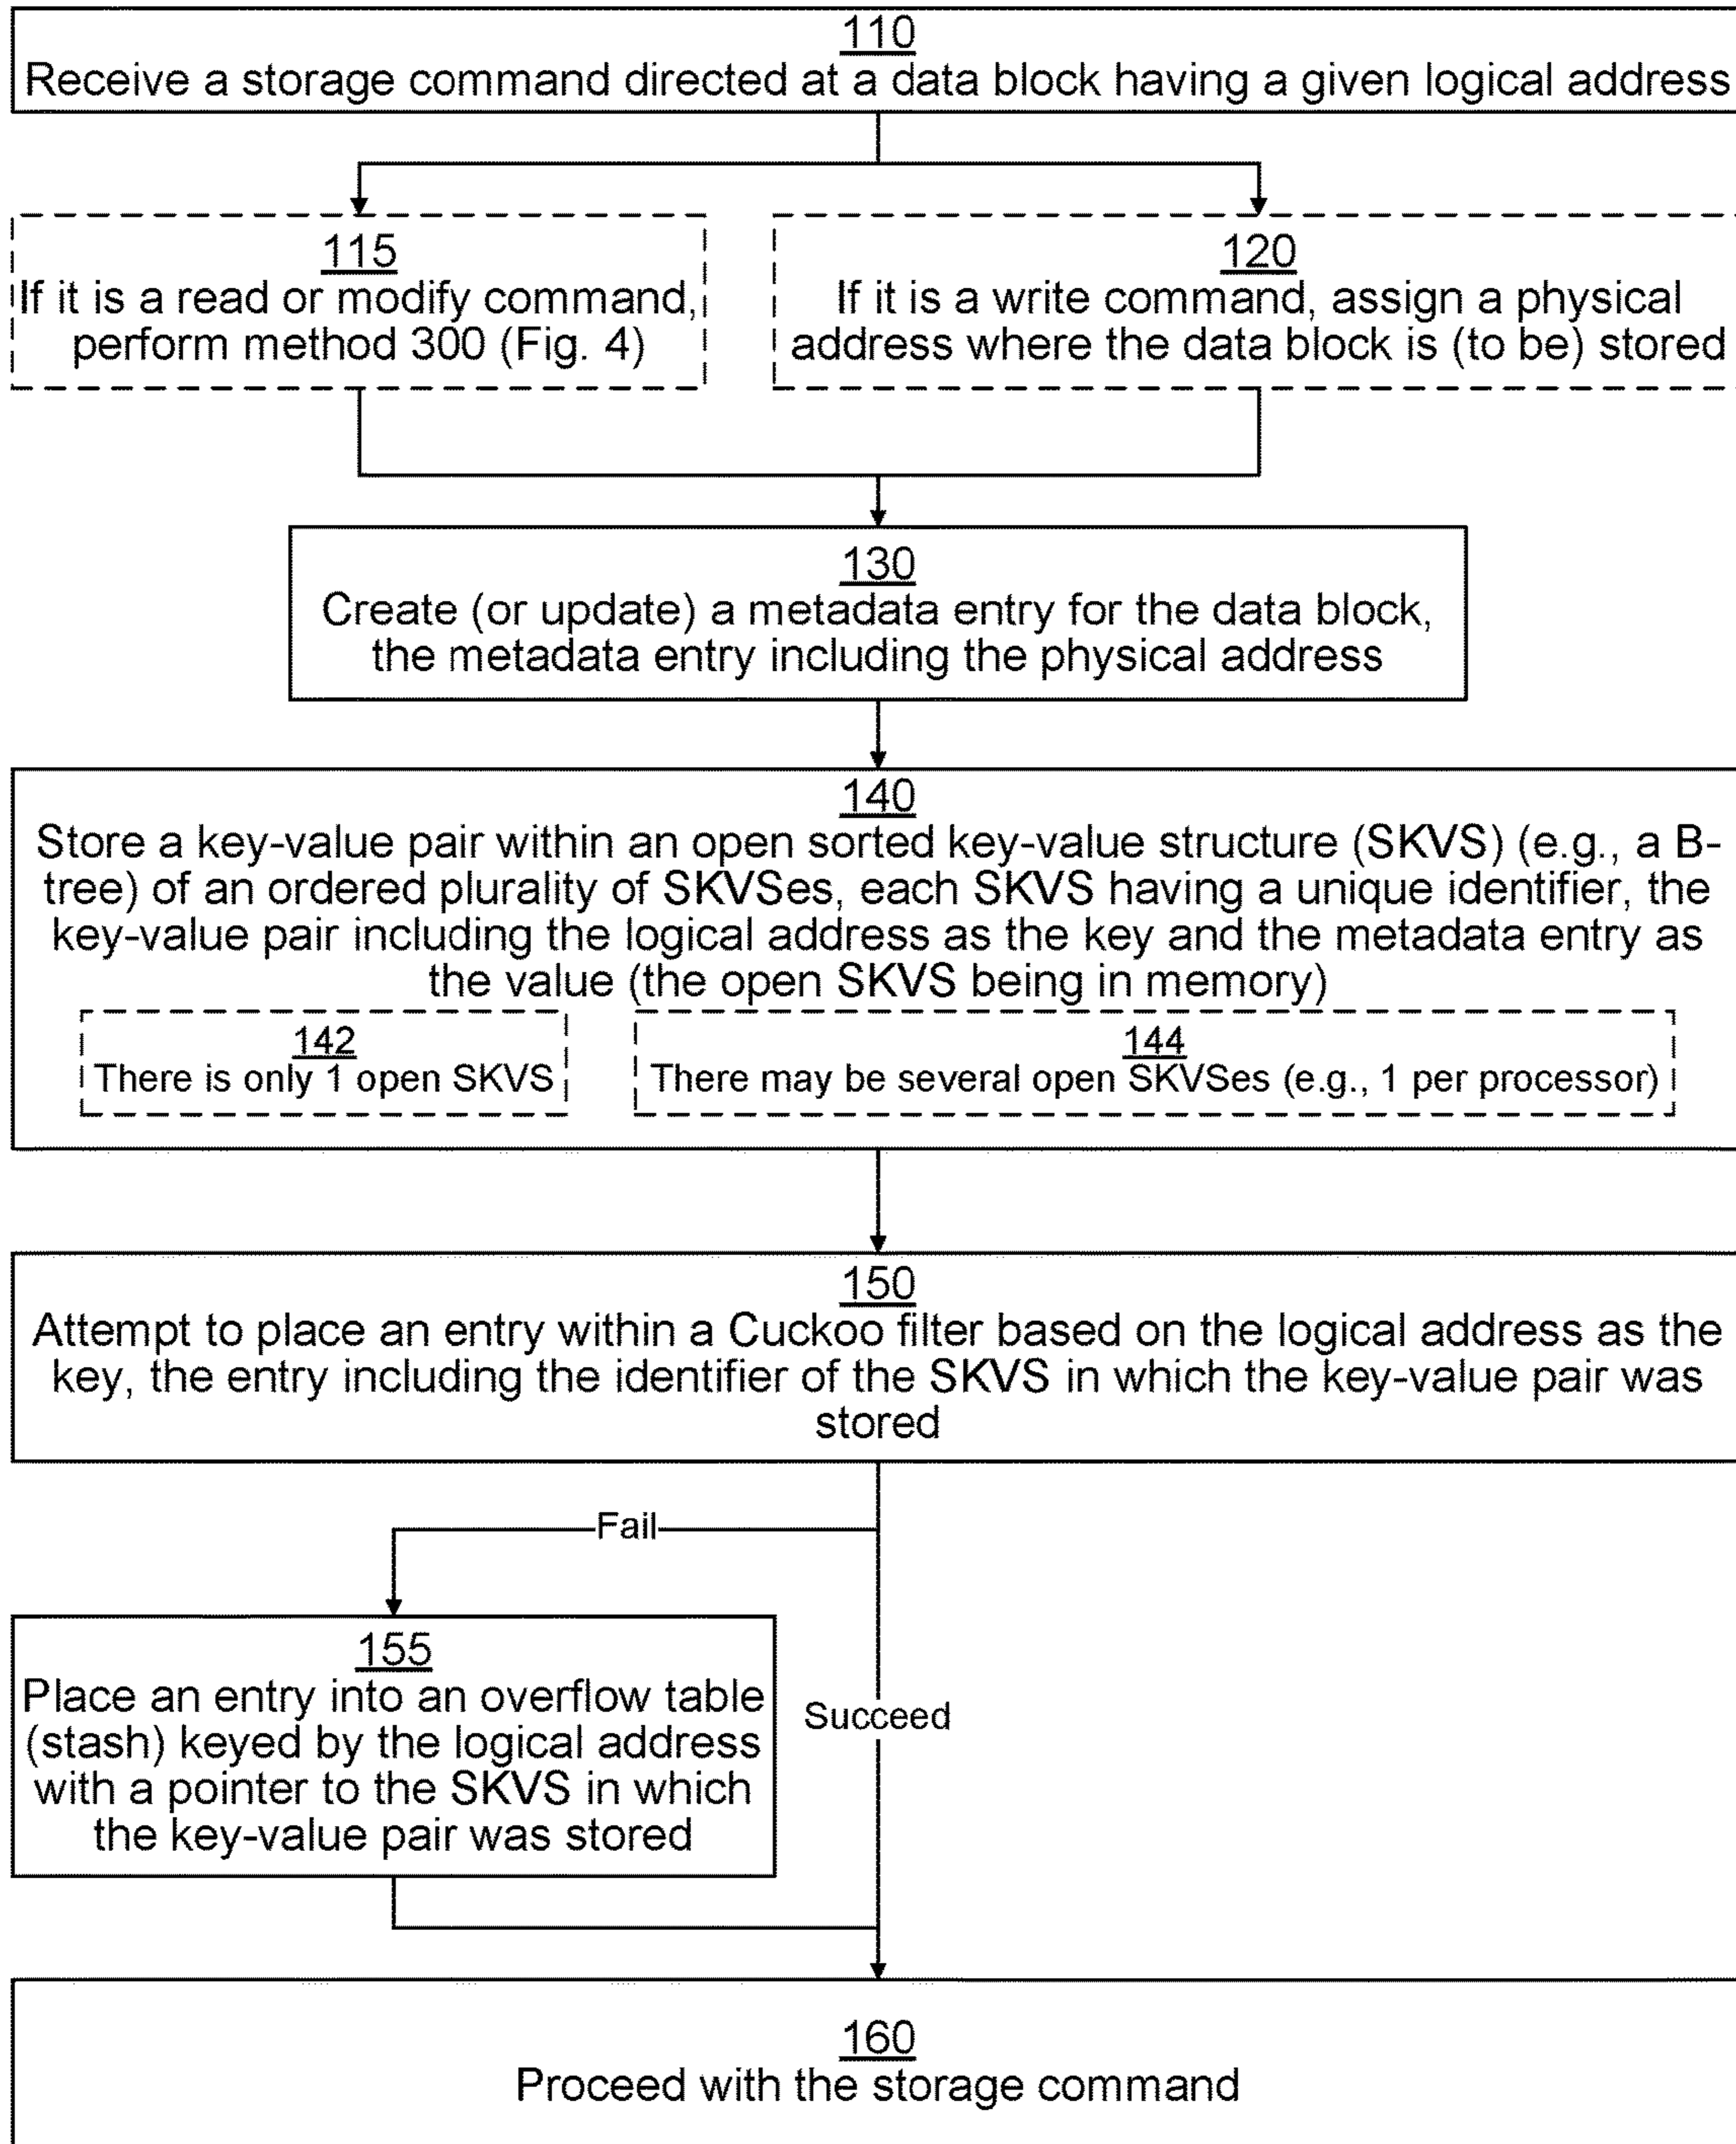 110
Receive a storage command directed at a data block having a given logical address
115
If it is a read or modify command,
perform method 300 (Fig. 4)
120
If it is a write command, assign a physical
address where the data block is (to be) stored
130
Create (or update) a metadata entry for the data block,
the metadata entry including the physical address
140
Store a key-value pair within an open sorted key-value structure (SKVS) (e.g., a B-
tree) of an ordered plurality of SKVSes, each SKVS having a unique identifier, the
key-value pair including the logical address as the key and the metadata entry as
the value (the open SKVS being in memory)
142
There is only 1 open SKVS
144
There may be several open SKVSes (e.g., 1 per processor)
150
Attempt to place an entry within a Cuckoo filter based on the logical address as the
key, the entry including the identifier of the SKVS in which the key-value pair was
stored
Fail
155
Place an entry into an overflow table
(stash) keyed by the logical address
with a pointer to the SKVS in which
the key-value pair was stored
Succeed
160
Proceed with the storage command